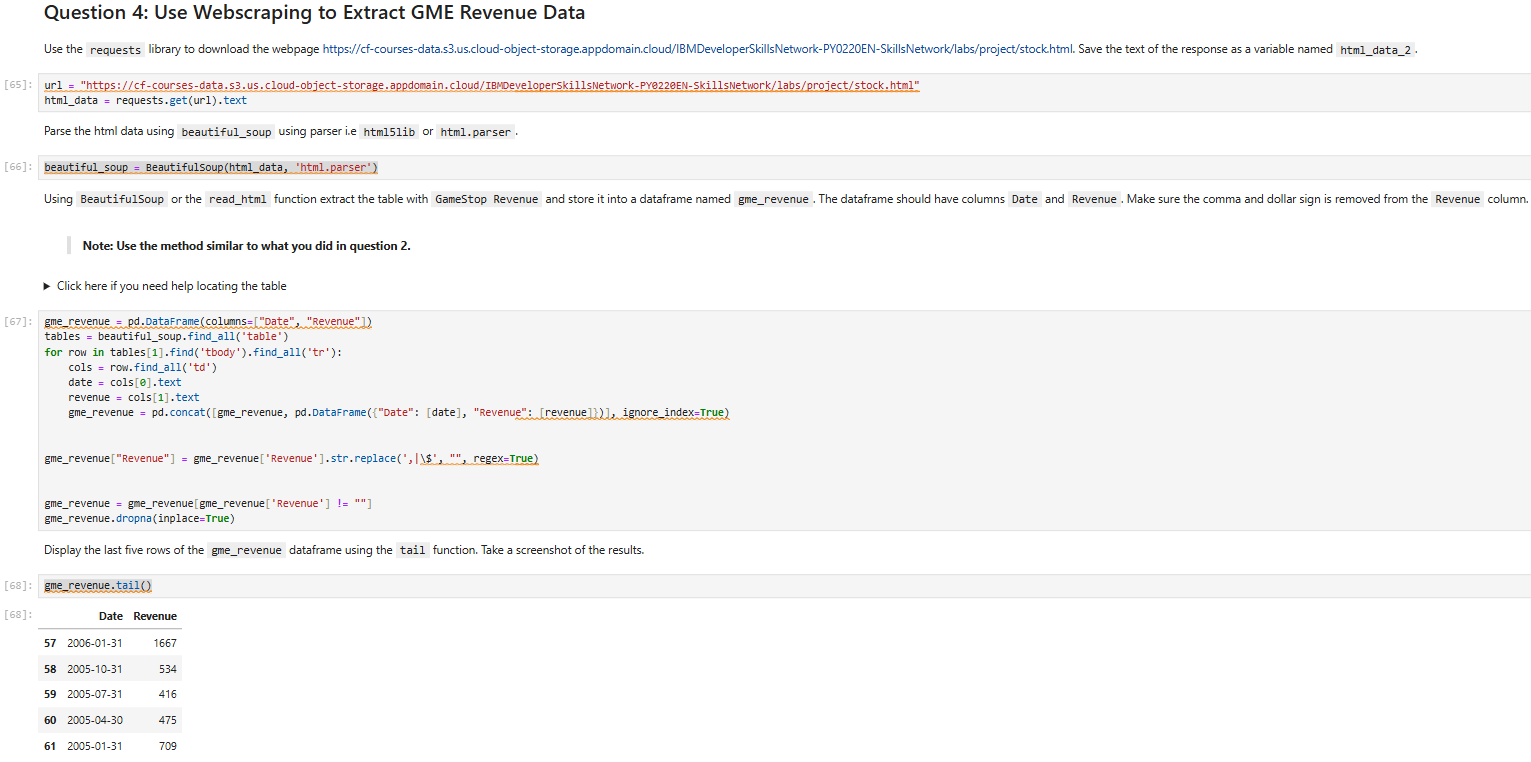 Question 4: Use Webscraping to Extract GME Revenue Data
Use the requests library to download the webpage https://cf-courses-data.s3.us.cloud-object-storage.appdomain.cloud/IBMDeveloperSkillsNetwork-PY0220EN-SkillsNetwork/labs/project/stock.html. Save the text of the response as a variable named html_data_2.
[65]: url = "https://cf-courses-data.s3.us.cloud-object-storage.appdomain.cloud/IBMDeveloperSkillsNetwork-PY0220EN-SkillsNetwork/labs/project/stock.html"
html_data = requests.get(url).text
Parse the html data using beautiful_soup using parser i.e html5lib or html.parser.
[66]: beautiful_soup = BeautifulSoup(html_data, 'html.parser')
Using BeautifulSoup or the read_html function extract the table with GameStop Revenue and store it into a dataframe named gme_revenue. The dataframe should have columns Date and Revenue. Make sure the comma and dollar sign is removed from the Revenue column.
Note: Use the method similar to what you did in question 2.
▶ Click here if you need help locating the table
[67]: gme_revenue = pd.DataFrame(columns=["Date", "Revenue"])
tables = beautiful_soup.find_all('table')
for row in tables[1].find('tbody').find_all('tr'):
    cols = row.find_all('td')
    date = cols[0].text
    revenue = cols[1].text
    gme_revenue = pd.concat([gme_revenue, pd.DataFrame({"Date": [date], "Revenue": [revenue]})], ignore_index=True)
gme_revenue["Revenue"] = gme_revenue['Revenue'].str.replace(',|\$', "", regex=True)
gme_revenue = gme_revenue[gme_revenue['Revenue'] != ""]
gme_revenue.dropna(inplace=True)
Display the last five rows of the gme_revenue dataframe using the tail function. Take a screenshot of the results.
[68]: gme_revenue.tail()
[68]: Date Revenue
57 2006-01-31 1667
58 2005-10-31 534
59 2005-07-31 416
60 2005-04-30 475
61 2005-01-31 709